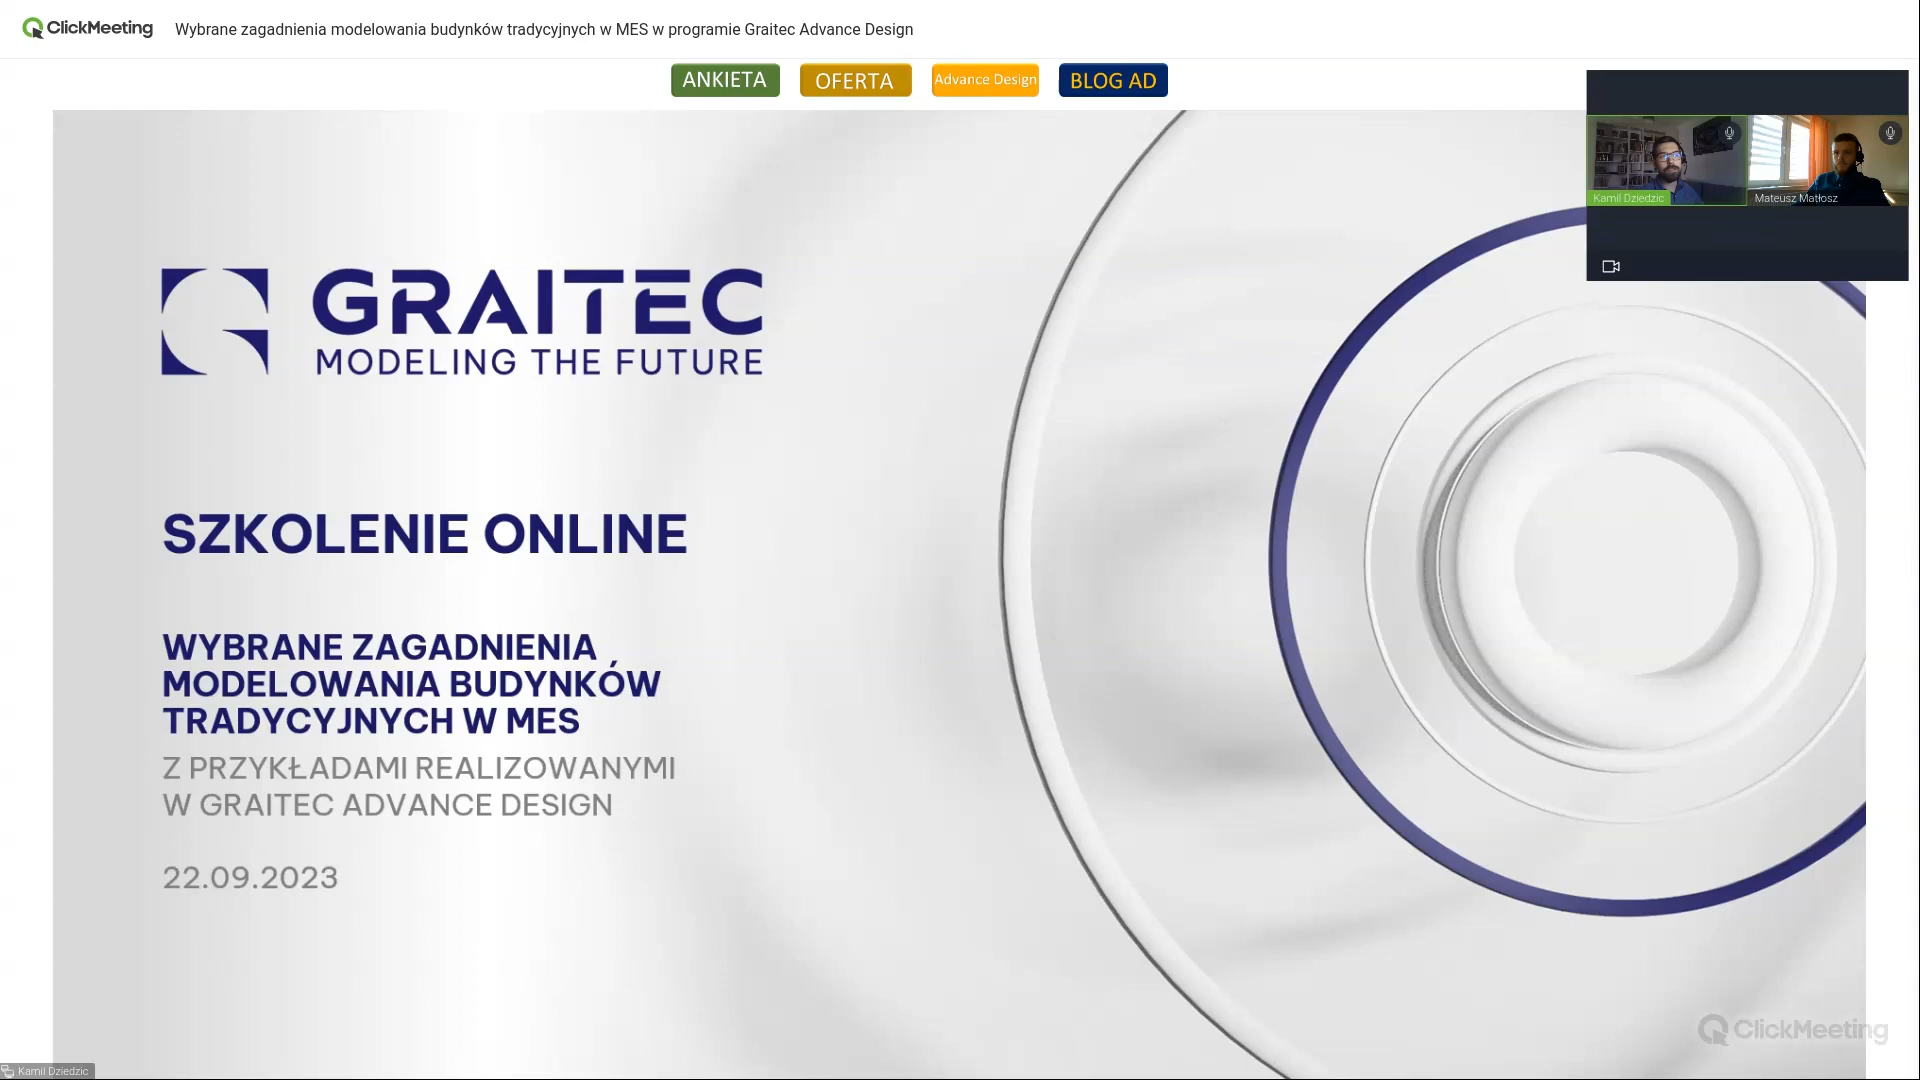 ClickMeeting
Wybrane zagadnienia modelowania budynków tradycyjnych w MES w programie Graitec Advance Design
ANKIETA
OFERTA
Advance Design
BLOG AD
Kamil Dziedzic
Mateusz Matłosz
GRAITEC
MODELING THE FUTURE
SZKOLENIE ONLINE
WYBRANE ZAGADNIENIA
MODELOWANIA BUDYNKÓW
TRADYCYJNYCH W MES
Z PRZYKŁADAMI REALIZOWANYMI
W GRAITEC ADVANCE DESIGN
22.09.2023
ClickMeeting
Kamil Dziedzic